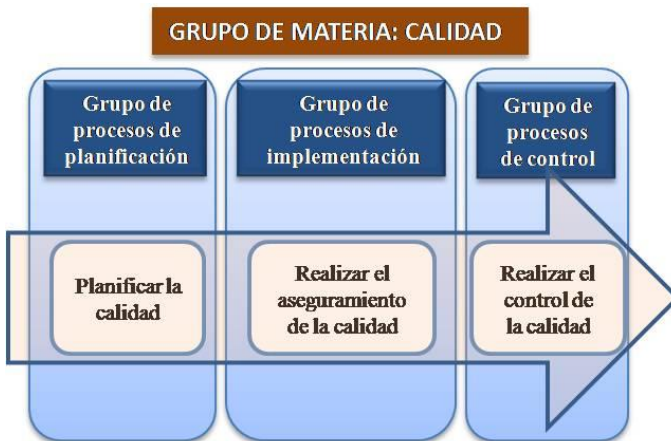 GRUPO DE MATERIA: CALIDAD
Grupo de
procesos de
planificación
Grupo de
procesos de
implementación
Grupo de
procesos
de control
Planificar la
calidad
Realizar el
aseguramiento
de la calidad
Realizar el
control de
la calidad